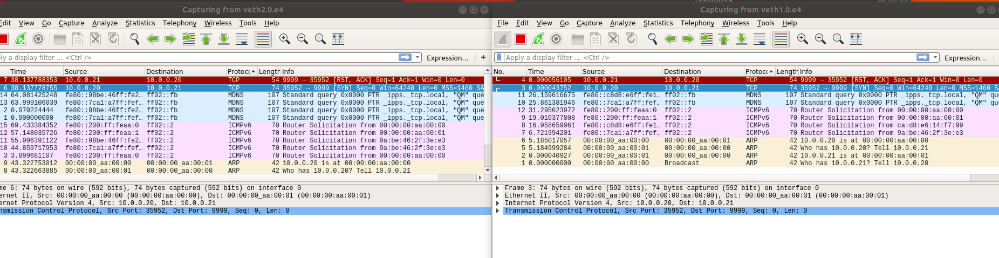 Capturing from veth2.0.e4
Edit View Go Capture Analyze Statistics Telephony Wireless Tools Help
ly a display filter ... <Ctrl-/> Expression... +
Time Source Destination Protoc Length Info
7 38.137788353 10.0.0.21 10.0.0.20 TCP 54 9999 → 35952 [RST, ACK] Seq=1 Ack=1 Win=0 Len=0
6 38.137778755 10.0.0.20 10.0.0.21 TCP 74 35952 → 9999 [SYN] Seq=0 Win=64240 Len=0 MSS=1460 SA
14 64.081425248 fe80::98be:46ff:fe2… ff02::fb MDNS 107 Standard query 0x0000 PTR _ipps._tcp.local, "QM" que
13 63.999106039 fe80::7ca1:a7ff:fef… ff02::fb MDNS 107 Standard query 0x0000 PTR _ipps._tcp.local, "QM" que
2 0.070224444 fe80::98be:46ff:fe2… ff02::fb MDNS 107 Standard query 0x0000 PTR _ipps._tcp.local, "QM" que
1 0.000000000 fe80::7ca1:a7ff:fef… ff02::fb MDNS 107 Standard query 0x0000 PTR _ipps._tcp.local, "QM" que
15 69.433384352 fe80::200:ff:feaa:0 ff02::2 ICMPv6 70 Router Solicitation from 00:00:00:aa:00:00
12 57.148035726 fe80::200:ff:feaa:1 ff02::2 ICMPv6 70 Router Solicitation from 00:00:00:aa:00:01
11 55.096391122 fe80::98be:46ff:fe2… ff02::2 ICMPv6 70 Router Solicitation from 9a:be:46:2f:3e:e3
10 44.859717953 fe80::7ca1:a7ff:fef… ff02::2 ICMPv6 70 Router Solicitation from 9a:be:46:2f:3e:e3
3 3.899681107 fe80::200:ff:feaa:0 ff02::2 ICMPv6 70 Router Solicitation from 00:00:00:aa:00:00
9 43.322753012 00:00:00_aa:00:00 00:00:00_aa:00:01 ARP 42 10.0.0.20 is at 00:00:00:aa:00:00
8 43.322663885 00:00:00_aa:00:01 00:00:00_aa:00:00 ARP 42 Who has 10.0.0.20? Tell 10.0.0.21
me 6: 74 bytes on wire (592 bits), 74 bytes captured (592 bits) on interface 0
ernet II, Src: 00:00:00_aa:00:00 (00:00:00:aa:00:00), Dst: 00:00:00_aa:00:01 (00:00:00:aa:00:01)
ernet Protocol Version 4, Src: 10.0.0.20, Dst: 10.0.0.21
nsmission Control Protocol, Src Port: 35952, Dst Port: 9999, Seq: 0, Len: 0
Capturing from veth1.0.e4
File Edit View Go Capture Analyze Statistics Telephony Wireless Tools Help
Apply a display filter ... <Ctrl-/> Expression...
No. Time Source Destination Protoc Length Info
4 0.000056105 10.0.0.21 10.0.0.20 TCP 54 9999 → 35952 [RST, ACK] Seq=1 Ack=1 Win=0 Len=0
3 0.000043752 10.0.0.20 10.0.0.21 TCP 74 35952 → 9999 [SYN] Seq=0 Win=64240 Len=0 MSS=1460 SA
11 26.159616675 fe80::c8d8:e6ff:fe1… ff02::fb MDNS 107 Standard query 0x0000 PTR _ipps._tcp.local, "QM" qu
10 25.861381946 fe80::7ca1:a7ff:fef… ff02::fb MDNS 107 Standard query 0x0000 PTR _ipps._tcp.local, "QM" qu
12 31.295623972 fe80::200:ff:feaa:0 ff02::2 ICMPv6 70 Router Solicitation from 00:00:00:aa:00:00
9 19.010377808 fe80::200:ff:feaa:1 ff02::2 ICMPv6 70 Router Solicitation from 00:00:00:aa:00:01
8 16.958659961 fe80::c8d8:e6ff:fe1… ff02::2 ICMPv6 70 Router Solicitation from ca:d8:e6:14:f7:99
7 6.721994201 fe80::7ca1:a7ff:fef… ff02::2 ICMPv6 70 Router Solicitation from 9a:be:46:2f:3e:e3
6 5.185017057 00:00:00_aa:00:00 00:00:00_aa:00:01 ARP 42 10.0.0.20 is at 00:00:00:aa:00:00
5 5.184999284 00:00:00_aa:00:01 00:00:00_aa:00:00 ARP 42 Who has 10.0.0.20? Tell 10.0.0.21
2 0.000040927 00:00:00_aa:00:01 00:00:00_aa:00:00 ARP 42 10.0.0.21 is at 00:00:00:aa:00:01
1 0.000000000 00:00:00_aa:00:00 Broadcast ARP 42 Who has 10.0.0.21? Tell 10.0.0.20
Frame 3: 74 bytes on wire (592 bits), 74 bytes captured (592 bits) on interface 0
Ethernet II, Src: 00:00:00_aa:00:00 (00:00:00:aa:00:00), Dst: 00:00:00_aa:00:01 (00:00:00:aa:00:01)
Internet Protocol Version 4, Src: 10.0.0.20, Dst: 10.0.0.21
Transmission Control Protocol, Src Port: 35952, Dst Port: 9999, Seq: 0, Len: 0